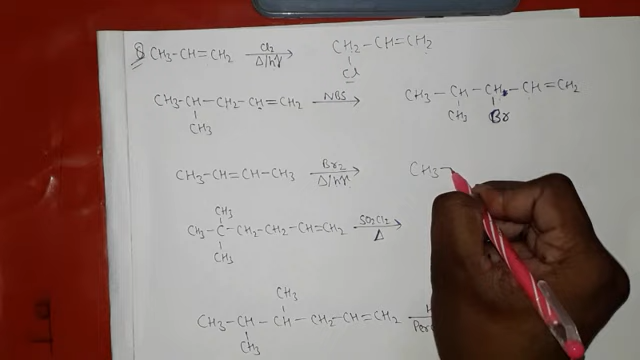 Q CH3-CH=CH2 Cl2 Δ/hν → CH2-CH=CH2
Cl
CH3-CH-CH2-CH=CH2 NBS → CH3-CH-CH-CH=CH2
CH3 CH3 Br
CH3-CH=CH-CH3 Br2 Δ/hν → CH3-
CH3
CH3-C-CH2-CH2-CH=CH2 SO2Cl2 Δ →
CH3
CH3
CH3-CH-CH-CH2-CH=CH2
CH3